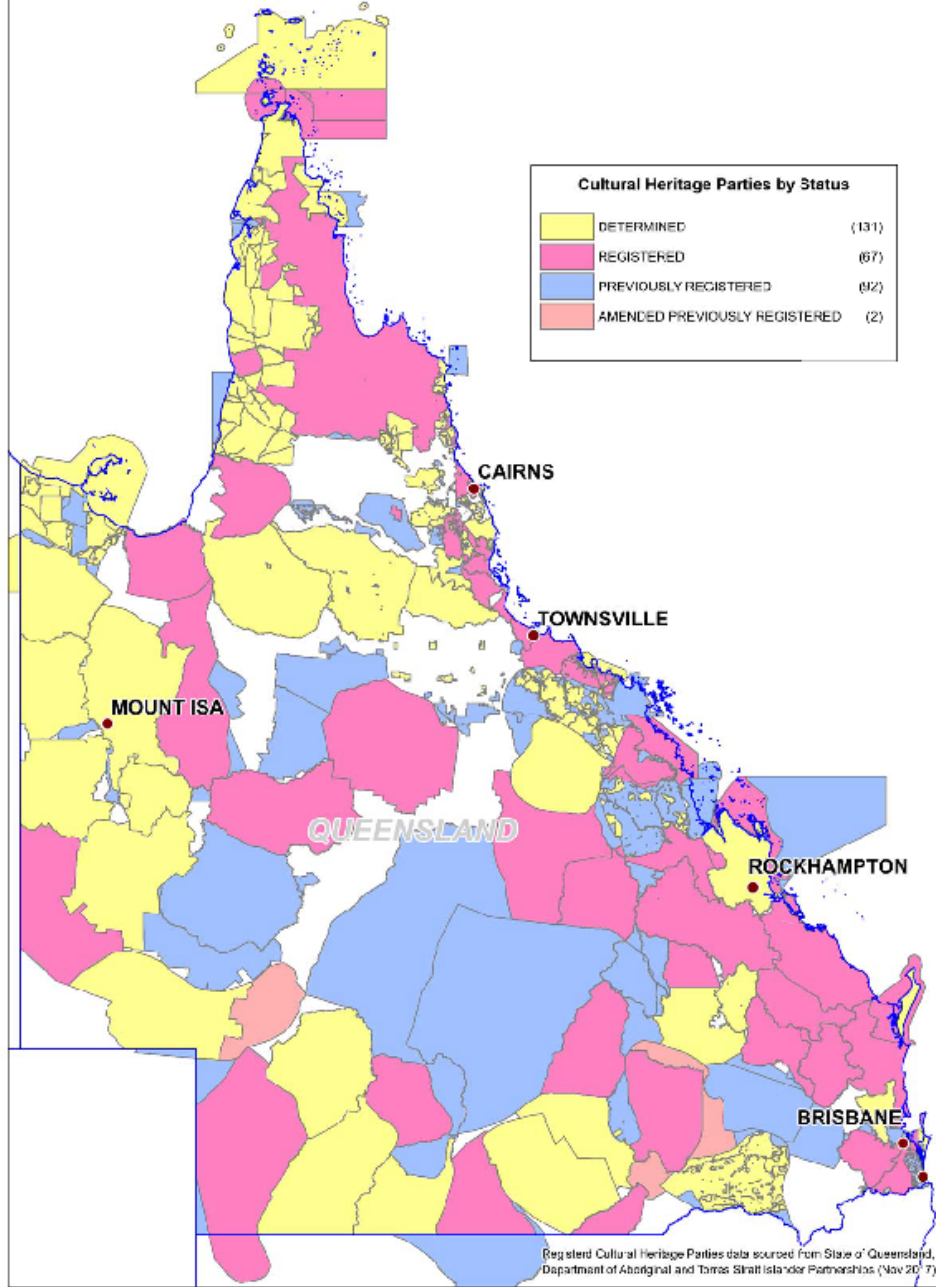 Cultural Heritage Parties by Status
DETERMINED (131)
REGISTERED (67)
PREVIOUSLY REGISTERED (92)
AMENDED PREVIOUSLY REGISTERED (2)
CAIRNS
TOWNSVILLE
MOUNT ISA
QUEENSLAND
ROCKHAMPTON
BRISBANE
Registerd Cultural Heritage Parties data sourced from State of Queensland,
Department of Aboriginal and Torres Strait Islander Partnerships (Nov 2017)